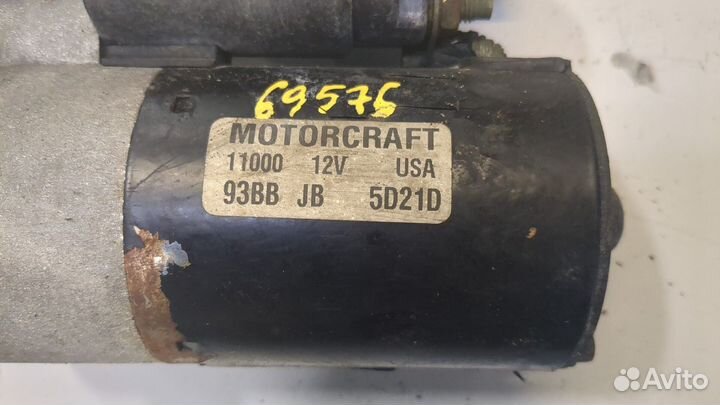 69575
MOTORCRAFT
11000 12V USA
93BB JB 5D21D
Avito